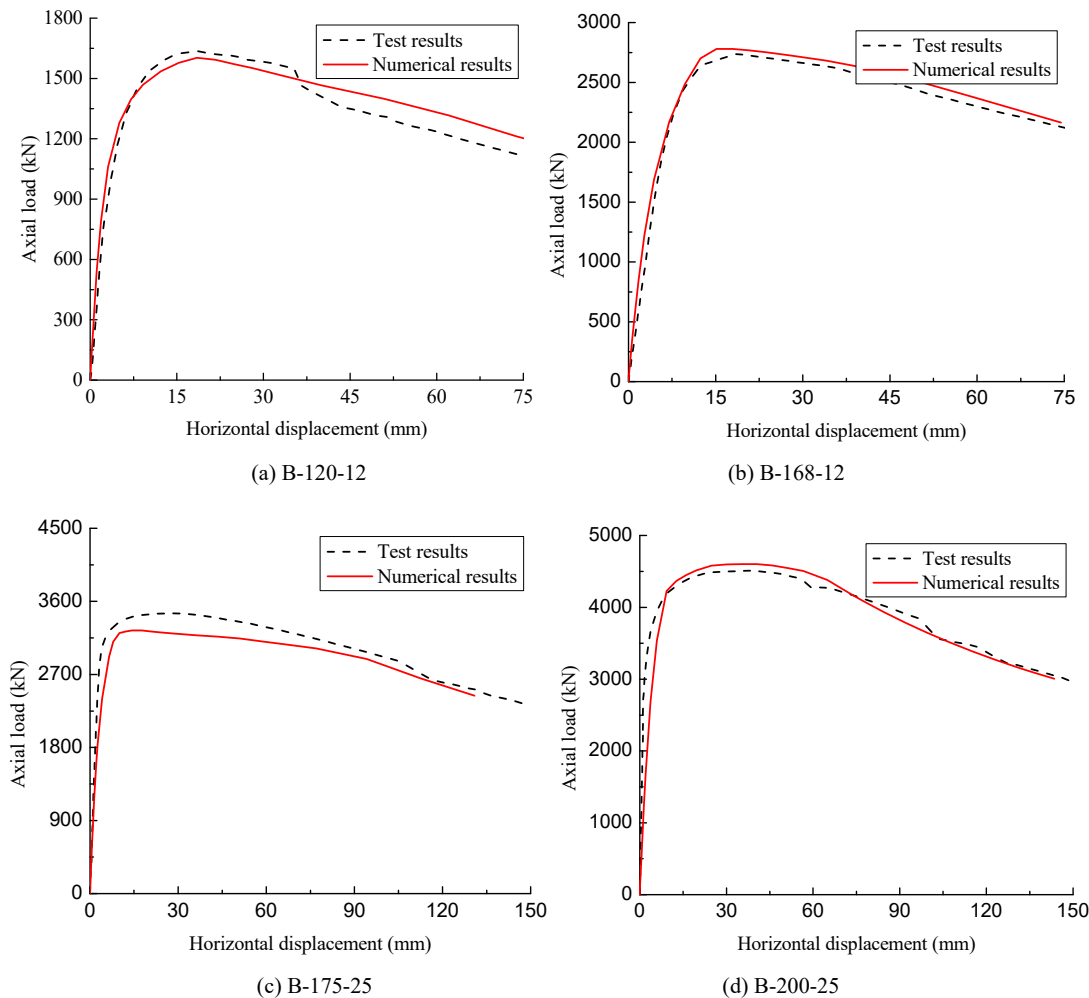 1800
1500
1200
900
600
300
0
Axial load (kN)
Test results
Numerical results
0 15 30 45 60 75
Horizontal displacement (mm)
(a) B-120-12
3000
2500
2000
1500
1000
500
0
Axial load (kN)
Test results
Numerical results
0 15 30 45 60 75
Horizontal displacement (mm)
(b) B-168-12
4500
3600
2700
1800
900
0
Axial load (kN)
Test results
Numerical results
0 30 60 90 120 150
Horizontal displacement (mm)
(c) B-175-25
5000
4000
3000
2000
1000
0
Axial load (kN)
Test results
Numerical results
0 30 60 90 120 150
Horizontal displacement (mm)
(d) B-200-25